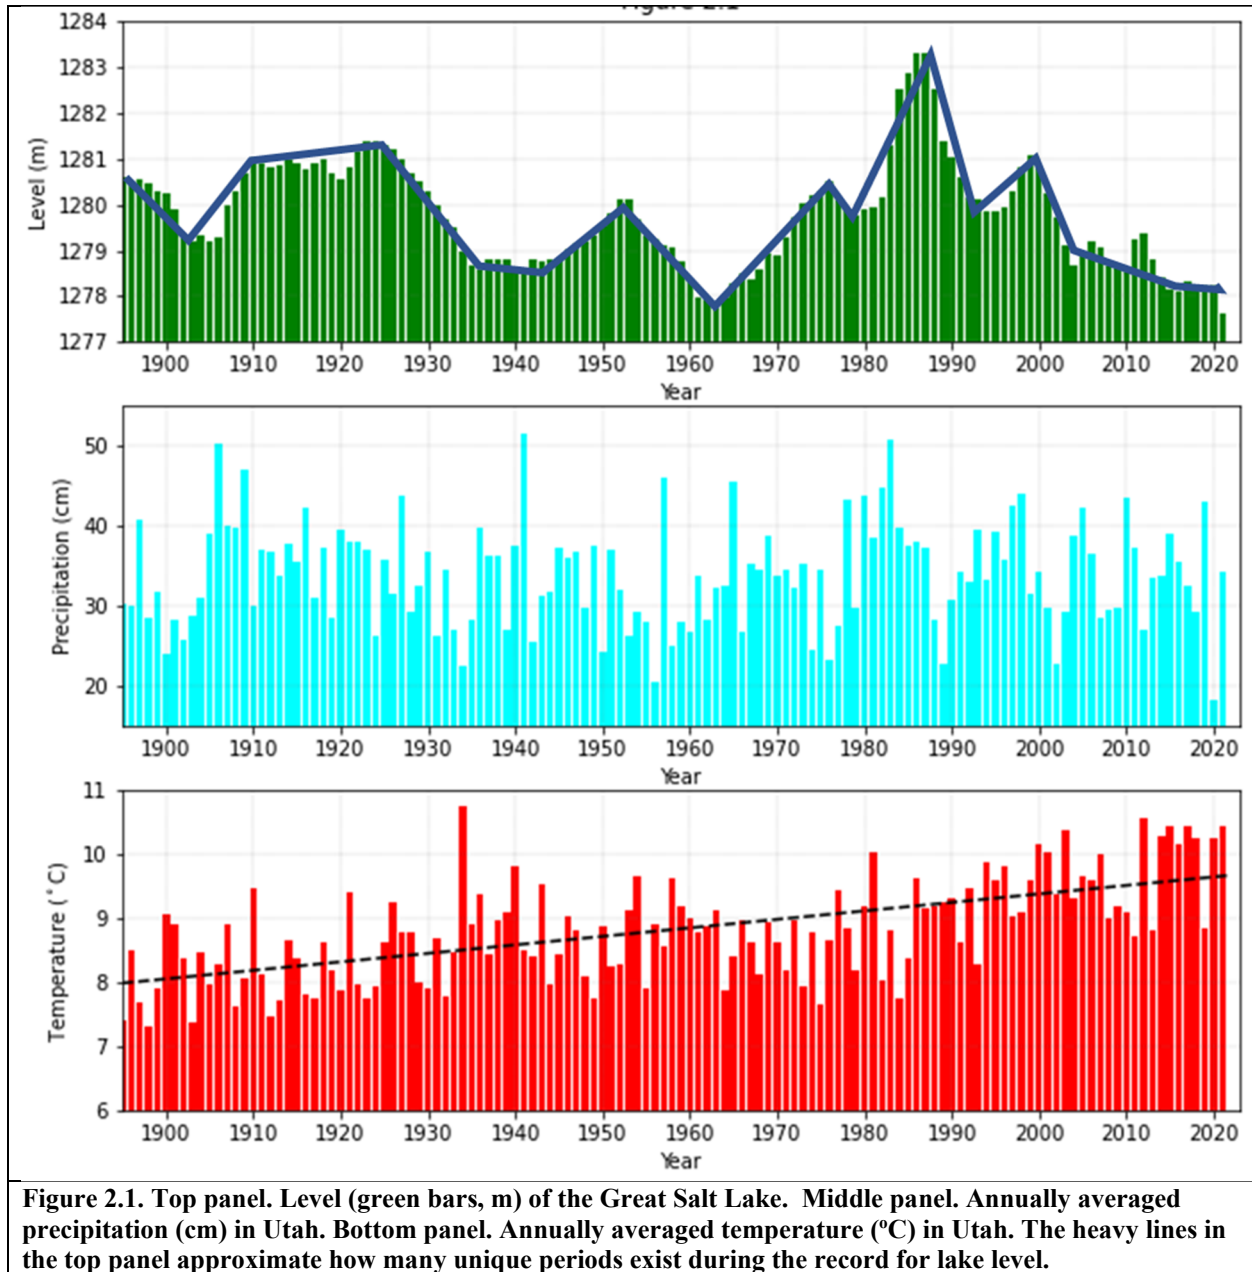 1284
1283
1282
1281
1280
1279
1278
1277
Level (m)
1900 1910 1920 1930 1940 1950 1960 1970 1980 1990 2000 2010 2020
Year
50
40
30
20
Precipitation (cm)
1900 1910 1920 1930 1940 1950 1960 1970 1980 1990 2000 2010 2020
Year
11
10
9
8
7
6
Temperature (°C)
1900 1910 1920 1930 1940 1950 1960 1970 1980 1990 2000 2010 2020
Year
Figure 2.1. Top panel. Level (green bars, m) of the Great Salt Lake. Middle panel. Annually averaged
precipitation (cm) in Utah. Bottom panel. Annually averaged temperature (ºC) in Utah. The heavy lines in
the top panel approximate how many unique periods exist during the record for lake level.